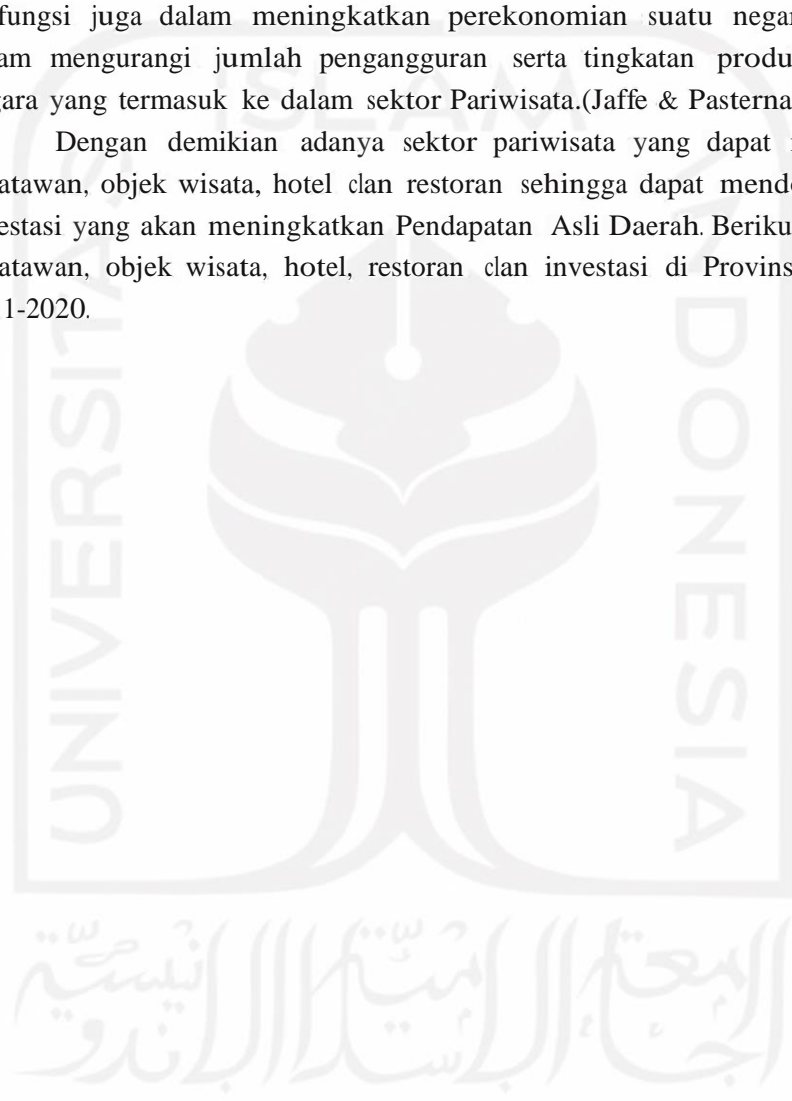 fungsi juga dalam meningkatkan perekonomian suatu negar
am mengurangi jumlah pengangguran serta tingkatan produ
gara yang termasuk ke dalam sektor Pariwisata.(Jaffe & Pasterna
Dengan demikian adanya sektor pariwisata yang dapat
atawan, objek wisata, hotel clan restoran sehingga dapat mend
estasi yang akan meningkatkan Pendapatan Asli Daerah. Beriku
atawan, objek wisata, hotel, restoran clan investasi di Provins
1-2020.
UNIVERSITAS
ISLAM
INDONESIA